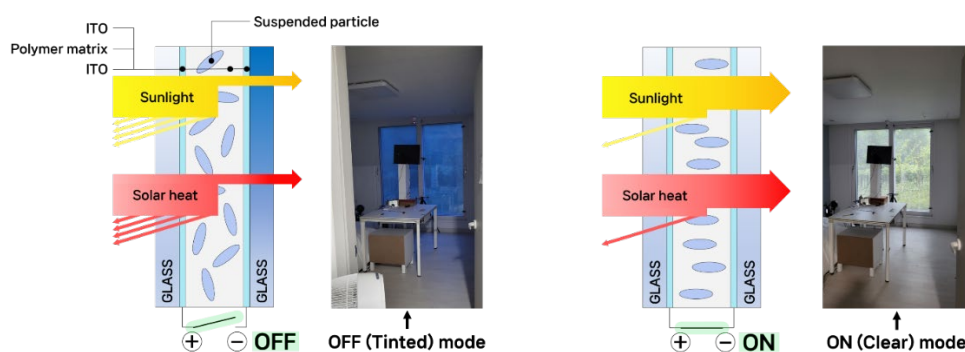 ITO
Polymer matrix
ITO
Suspended particle
Sunlight
Solar heat
GLASS
GLASS
+
−
OFF
OFF (Tinted) mode
Sunlight
Solar heat
GLASS
GLASS
+
−
ON
ON (Clear) mode